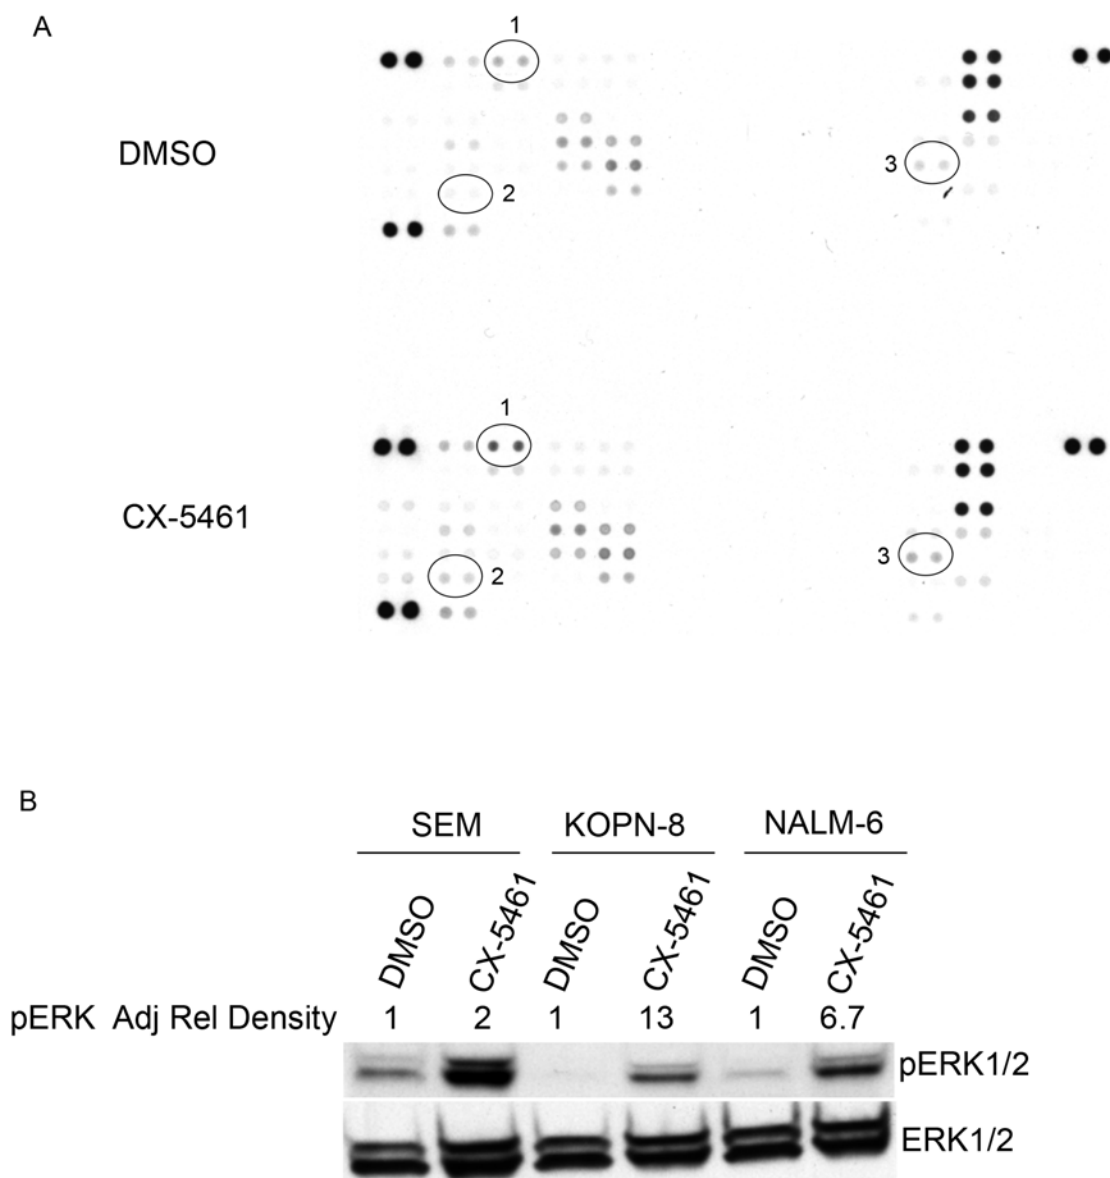 A
1
DMSO
3
2
1
CX-5461
3
2
B
SEM KOPN-8 NALM-6
DMSO CX-5461 DMSO CX-5461 DMSO CX-5461
pERK Adj Rel Density 1 2 1 13 1 6.7
pERK1/2
ERK1/2